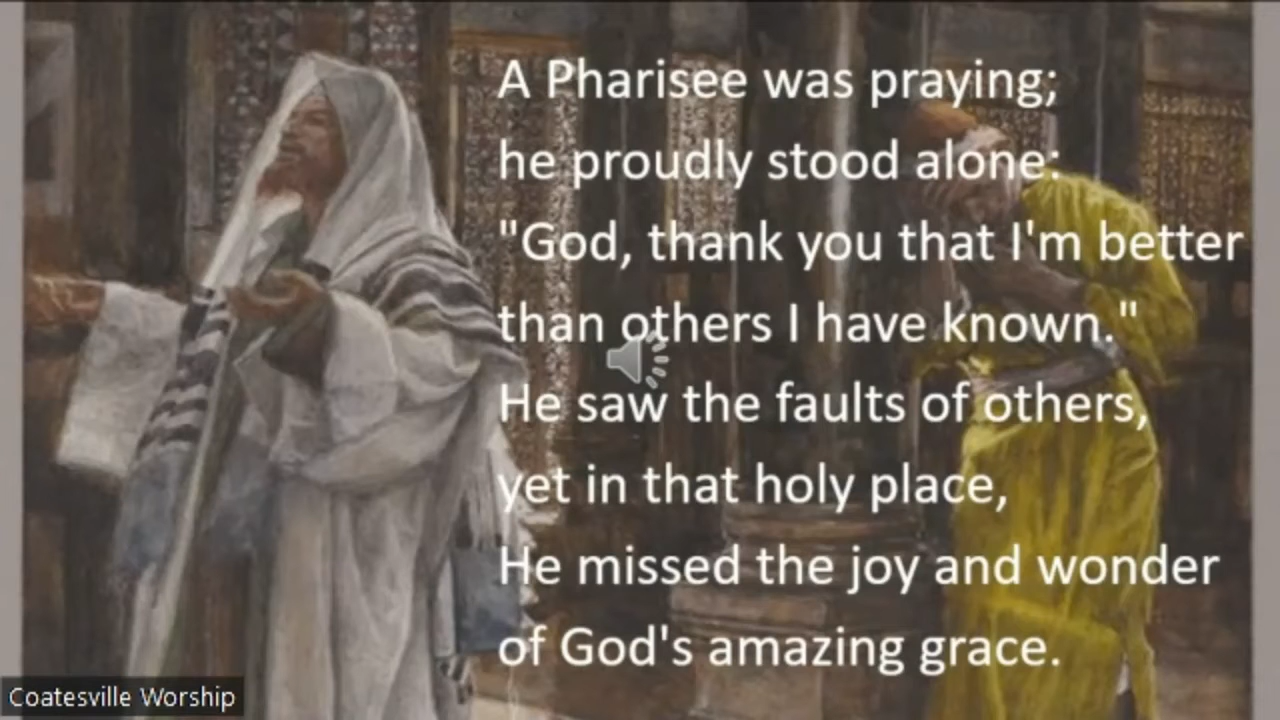 A Pharisee was praying;
he proudly stood alone:
"God, thank you that I'm better
than others I have known."
He saw the faults of others,
yet in that holy place,
He missed the joy and wonder
of God's amazing grace.
Coatesville Worship